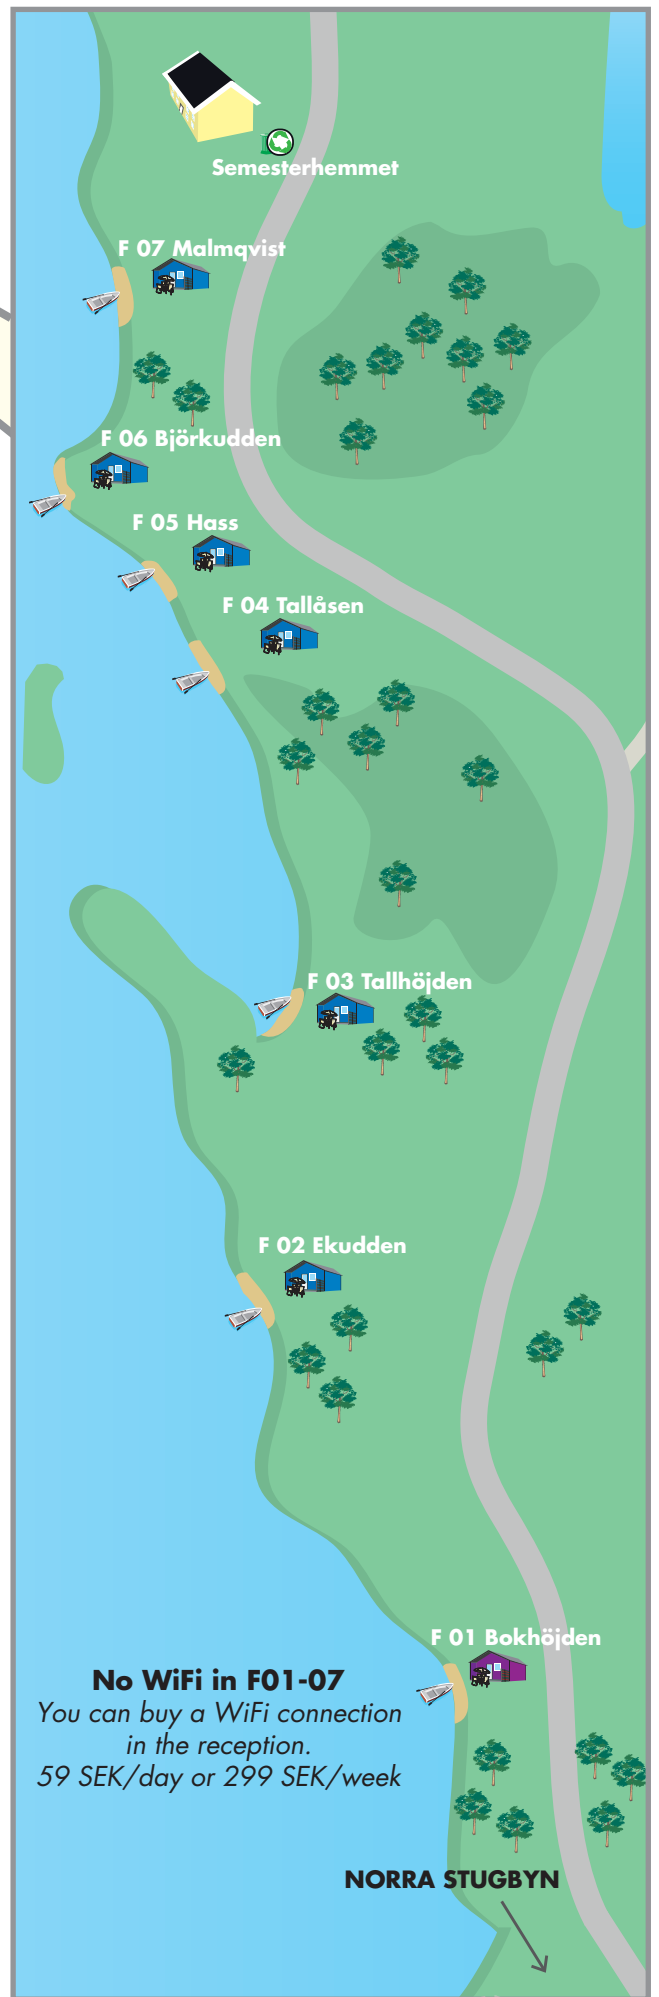 Semesterhemmet
F 07 Malmqvist
F 06 Björkudden
F 05 Hass
F 04 Tallåsen
F 03 Tallhöjden
F 02 Ekudden
F 01 Bokhöjden
No WiFi in F01-07
You can buy a WiFi connection
in the reception.
59 SEK/day or 299 SEK/week
NORRA STUGBYN